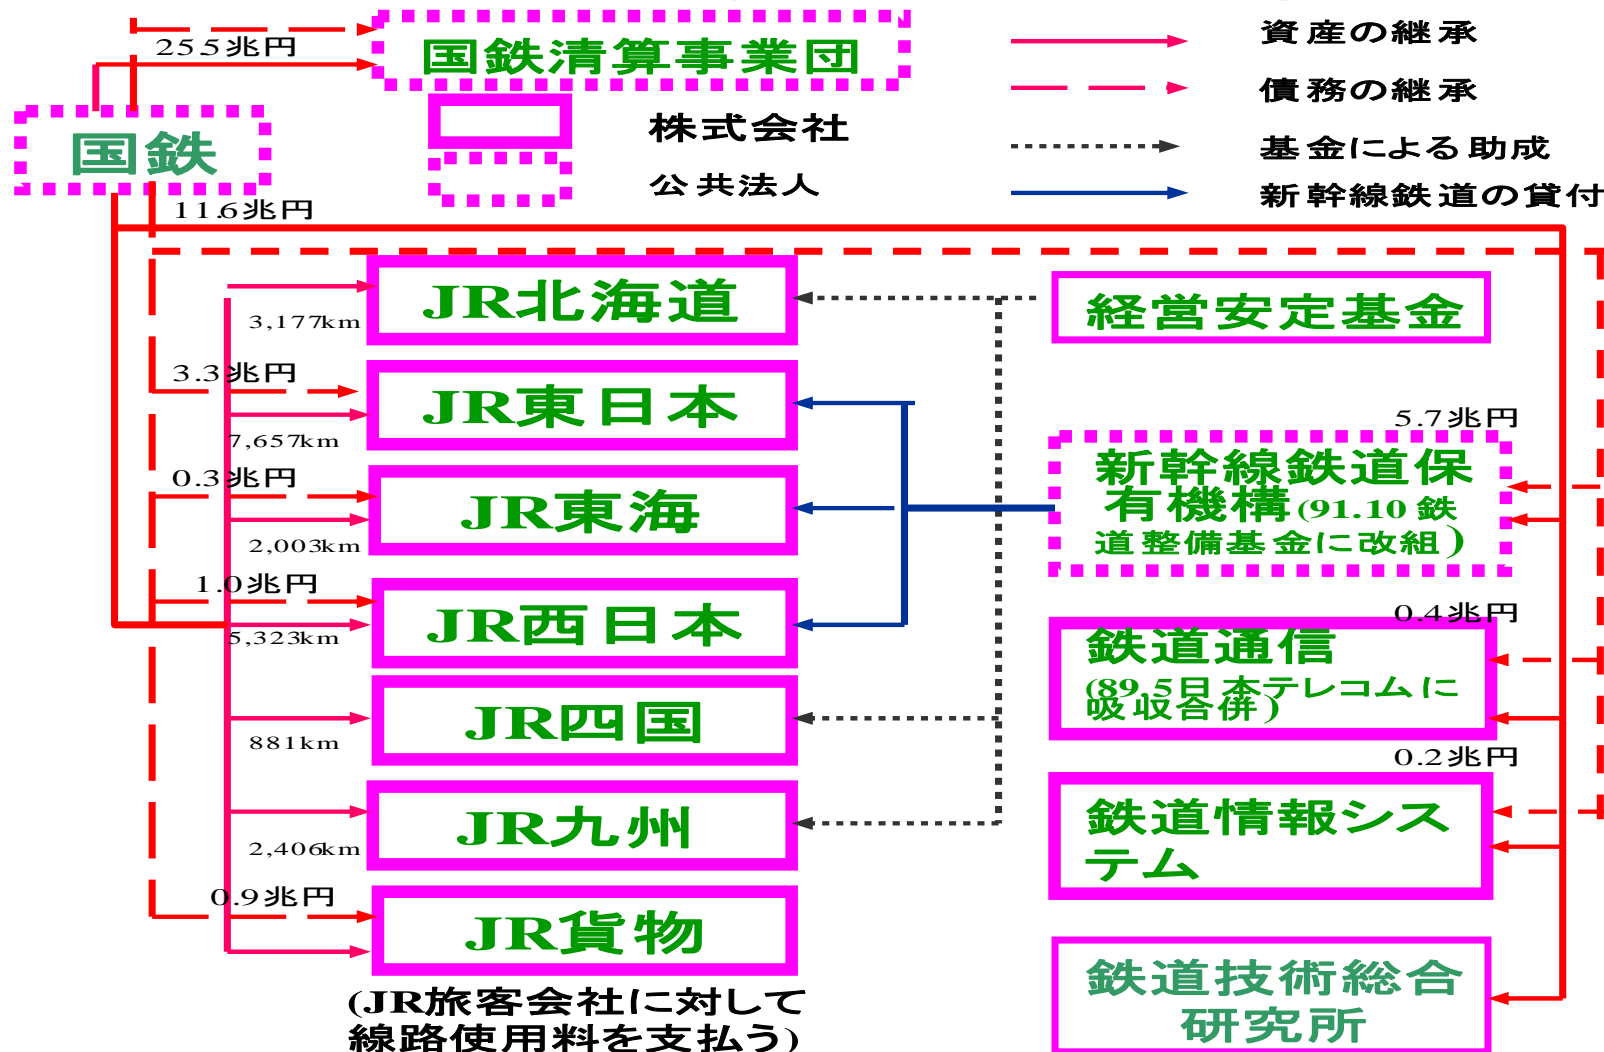 25.5兆円
国鉄清算事業団
資産の継承
債務の継承
株式会社
基金による助成
国鉄
公共法人
新幹線鉄道の貸付
11.6兆円
JR北海道
経営安定基金
3,177km
3.3兆円
JR東日本
5.7兆円
7,657km
新幹線鉄道保
有機構(91.10 鉄
道整備基金に改組)
0.3兆円
JR東海
2,003km
1.0兆円
JR西日本
0.4兆円
5,323km
鉄道通信
(89.5日本テレコムに
吸収合併)
JR四国
881km
0.2兆円
JR九州
鉄道情報シス
テム
2,406km
0.9兆円
JR貨物
鉄道技術総合
研究所
(JR旅客会社に対して
線路使用料を支払う)